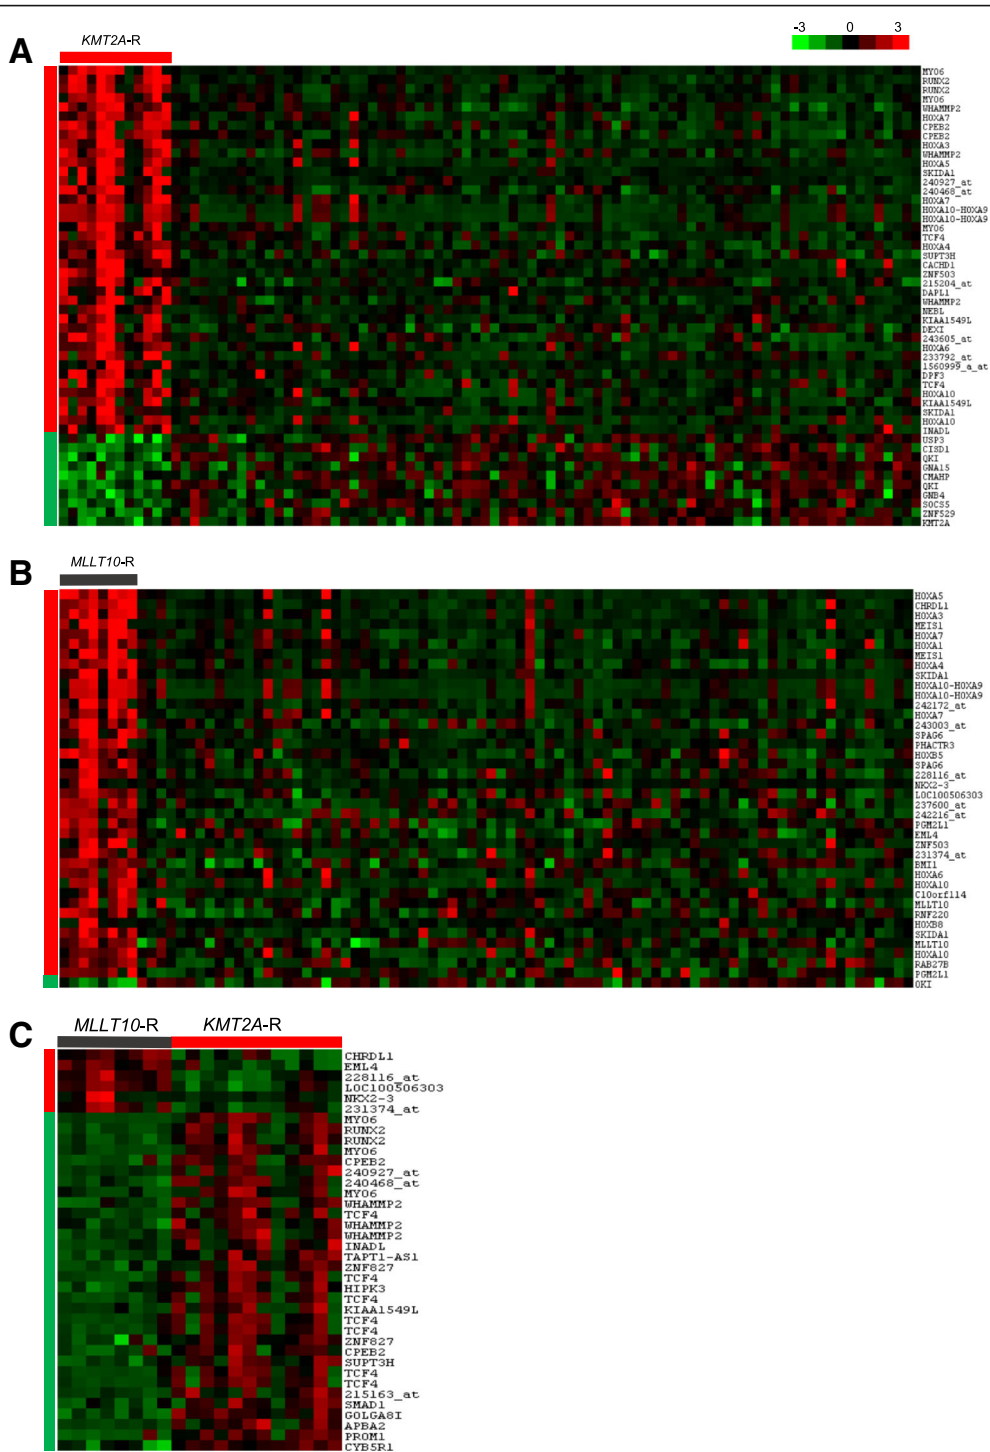 A
KMT2A-R
-3 0 3
MYO6
RUNX2
RUNX2
MYO6
WHAMMP2
HOXA7
CPEB2
CPEB2
HOXA3
WHAMMP2
HOXA5
SKIDA1
240927_at
240468_at
HOXA7
HOXA10-HOXA9
HOXA10-HOXA9
MYO6
TCF4
HOXA4
SUPT3H
CACHD1
ZNF503
215204_at
DAPL1
WHAMMP2
NEBL
KIAA1549L
DEXI
243605_at
HOXA6
233792_at
1560999_a_at
DPF3
TCF4
HOXA10
KIAA1549L
SKIDA1
HOXA10
INADL
USP3
CISD1
QKI
GNA15
CMAHP
QKI
GNB4
SOCS5
ZNF529
KMT2A
B
MLLT10-R
HOXA5
CHRDL1
HOXA3
MEIS1
HOXA7
HOXA1
MEIS1
HOXA4
SKIDA1
HOXA10-HOXA9
HOXA10-HOXA9
242172_at
HOXA7
243003_at
SPAG6
PHACTR3
HOXB5
SPAG6
228116_at
NKX2-3
LOC100506303
237600_at
242216_at
PGM2L1
EML4
ZNF503
231374_at
BMI1
HOXA6
HOXA10
C10orf114
MLLT10
RNF220
HOXB8
SKIDA1
MLLT10
HOXA10
RAB27B
PGM2L1
QKI
C
MLLT10-R KMT2A-R
CHRDL1
EML4
228116_at
LOC100506303
NKX2-3
231374_at
MYO6
RUNX2
RUNX2
MYO6
CPEB2
240927_at
240468_at
MYO6
WHAMMP2
TCF4
WHAMMP2
WHAMMP2
INADL
TAPT1-AS1
ZNF827
TCF4
HIPK3
TCF4
KIAA1549L
TCF4
TCF4
ZNF827
CPEB2
SUPT3H
TCF4
TCF4
215163_at
SMAD1
GOLGA8I
APBA2
PROM1
CYB5R1